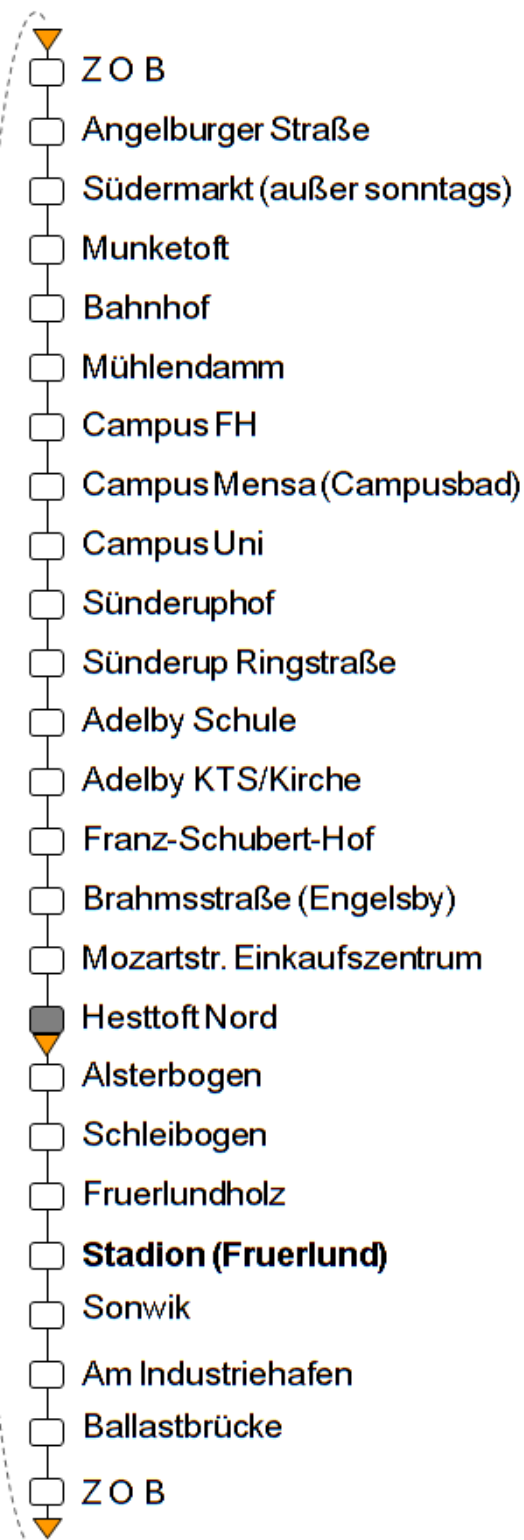 Z O B
Angelburger Straße
Südermarkt (außer sonntags)
Munketoft
Bahnhof
Mühlendamm
Campus FH
Campus Mensa (Campusbad)
Campus Uni
Sünderuphof
Sünderup Ringstraße
Adelby Schule
Adelby KTS/Kirche
Franz-Schubert-Hof
Brahmsstraße (Engelsby)
Mozartstr. Einkaufszentrum
Hesttoft Nord
Alsterbogen
Schleibogen
Fruerlundholz
Stadion (Fruerlund)
Sonwik
Am Industriehafen
Ballastbrücke
Z O B